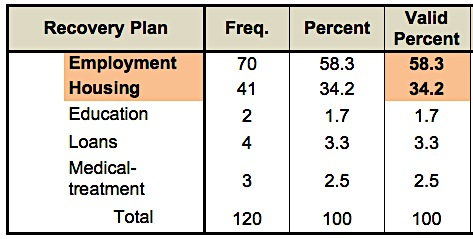 Recovery Plan Freq. Percent Valid Percent
Employment 70 58.3 58.3
Housing 41 34.2 34.2
Education 2 1.7 1.7
Loans 4 3.3 3.3
Medical-
treatment 3 2.5 2.5
Total 120 100 100